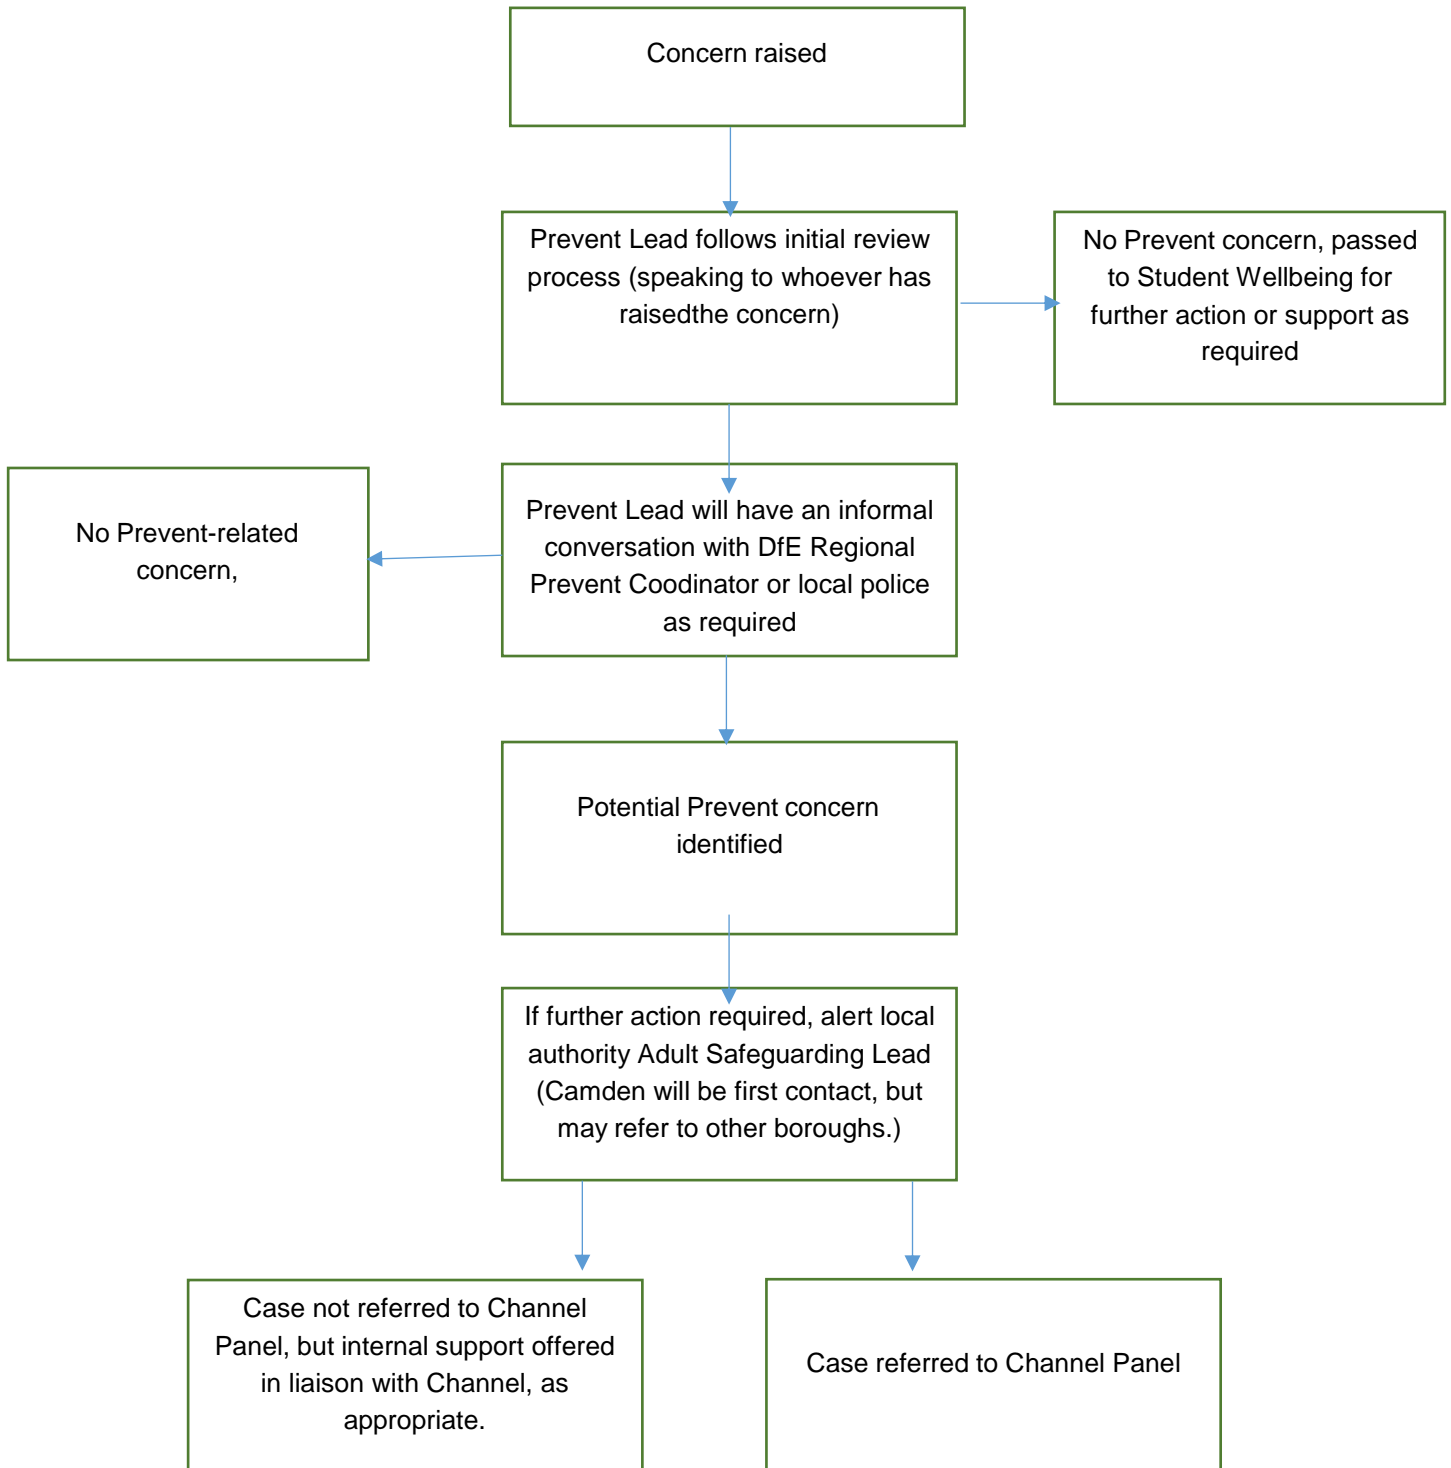 Concern raised
Prevent Lead follows initial review
process (speaking to whoever has
raisedthe concern)
No Prevent concern, passed
to Student Wellbeing for
further action or support as
required
No Prevent-related
concern,
Prevent Lead will have an informal
conversation with DfE Regional
Prevent Coodinator or local police
as required
Potential Prevent concern
identified
If further action required, alert local
authority Adult Safeguarding Lead
(Camden will be first contact, but
may refer to other boroughs.)
Case not referred to Channel
Panel, but internal support offered
in liaison with Channel, as
appropriate.
Case referred to Channel Panel